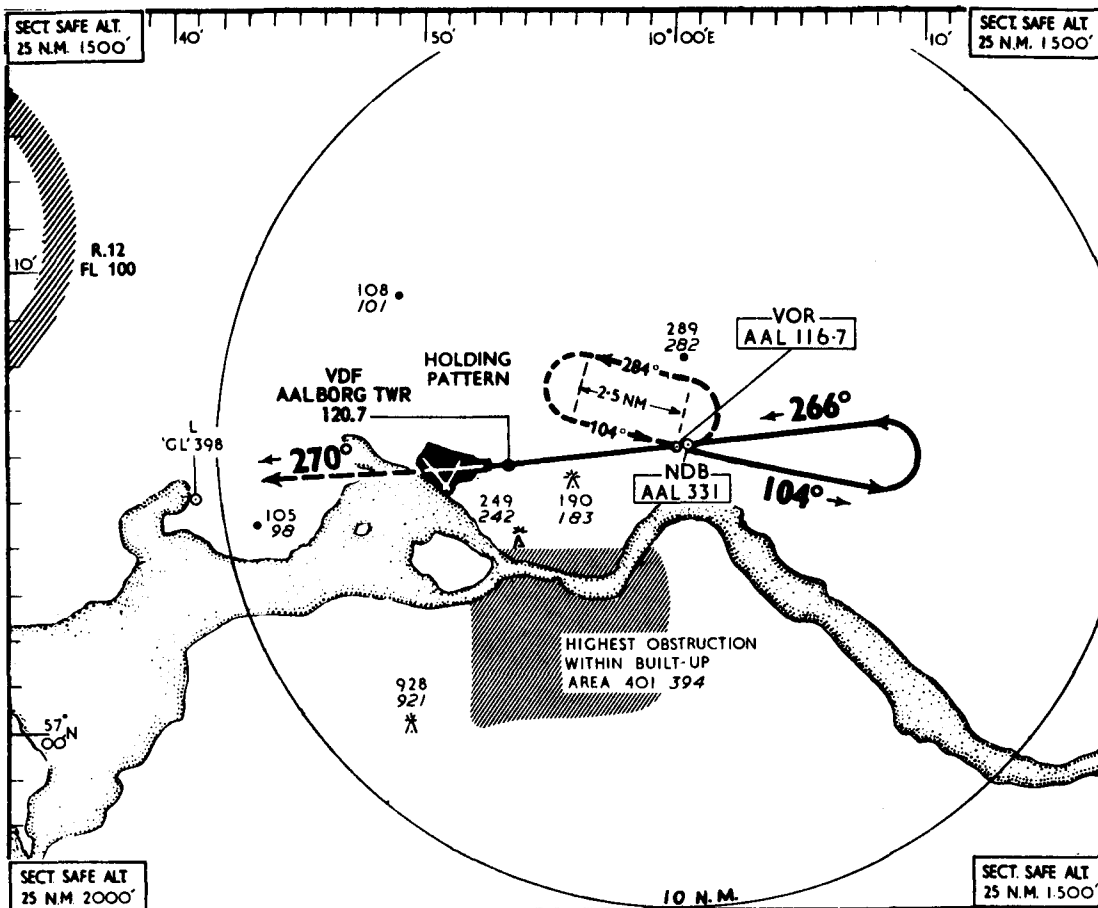 SECT. SAFE ALT.
25 N.M. 1500′
40′
50′
10°00′E
10′
SECT. SAFE ALT.
25 N.M. 1500′
R.12
FL 100
10′
108
101
289
282
VOR
AAL 116·7
HOLDING
PATTERN
284°
2·5 NM
104°
VDF
AALBORG TWR
120.7
266°
L
'GL' 398
270°
NDB
AAL 331
104°
249
242
190
183
105
98
HIGHEST OBSTRUCTION
WITHIN BUILT-UP
AREA 401 394
928
921
57°
00′N
SECT. SAFE ALT
25 N.M. 2000′
10 N.M.
SECT. SAFE ALT
25 N.M. 1·500′